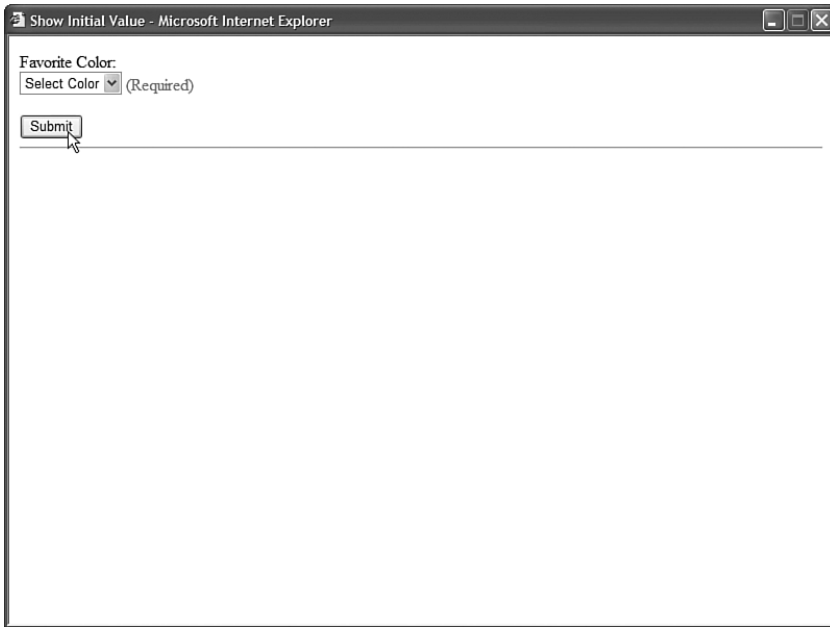 Show Initial Value - Microsoft Internet Explorer
Favorite Color:
Select Color (Required)
Submit